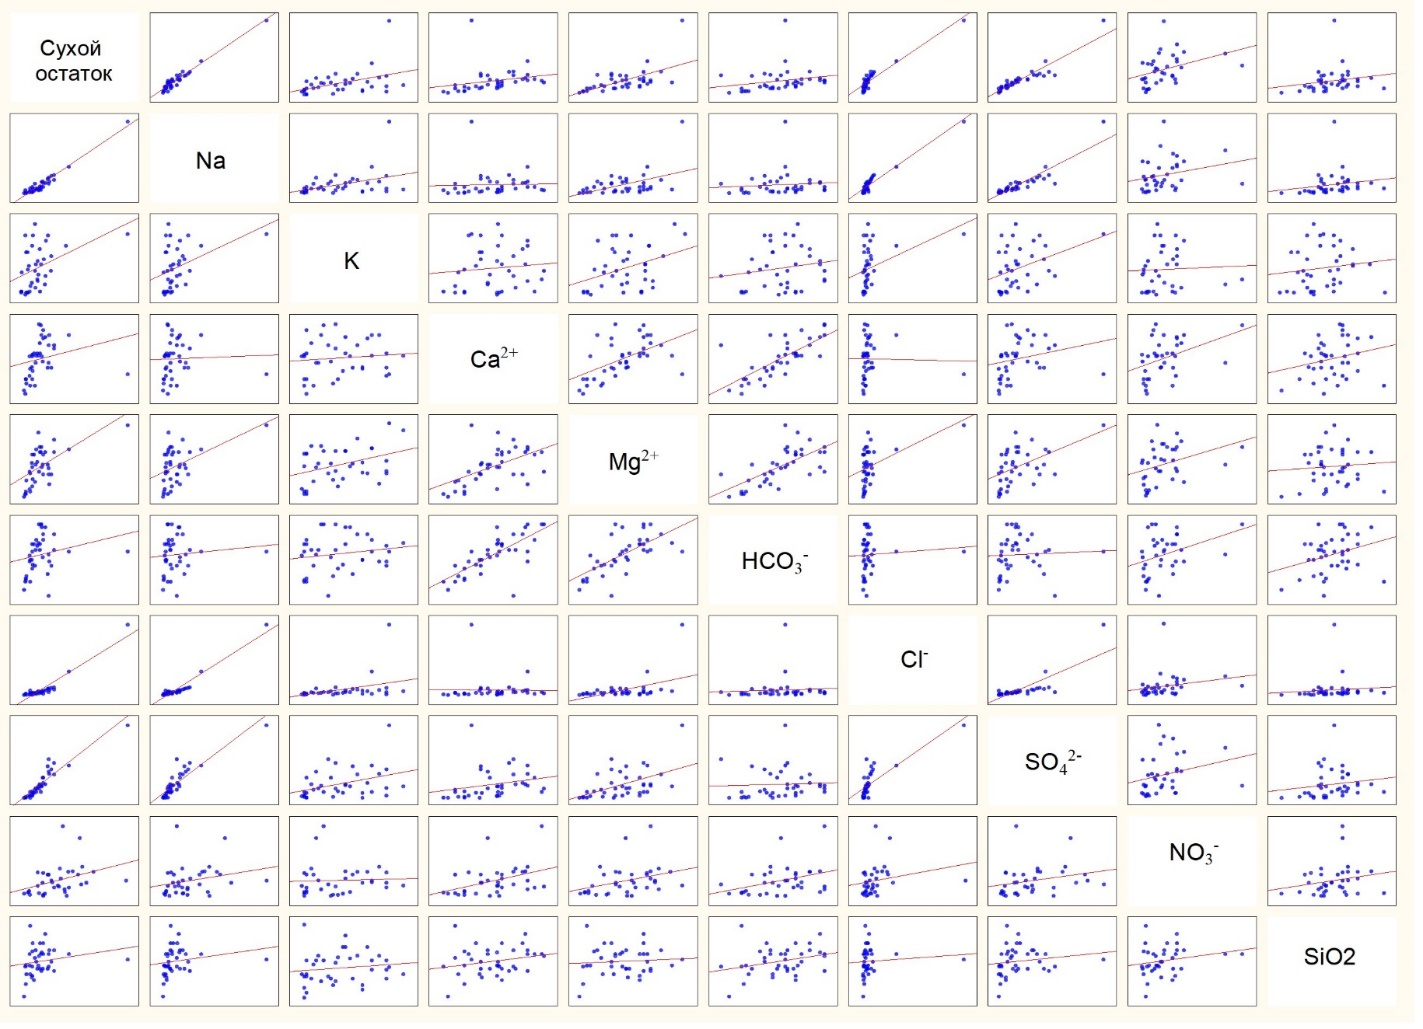 Сухой
остаток
Na
K
Ca²⁺
Mg²⁺
HCO₃⁻
Cl⁻
SO₄²⁻
NO₃⁻
SiO2